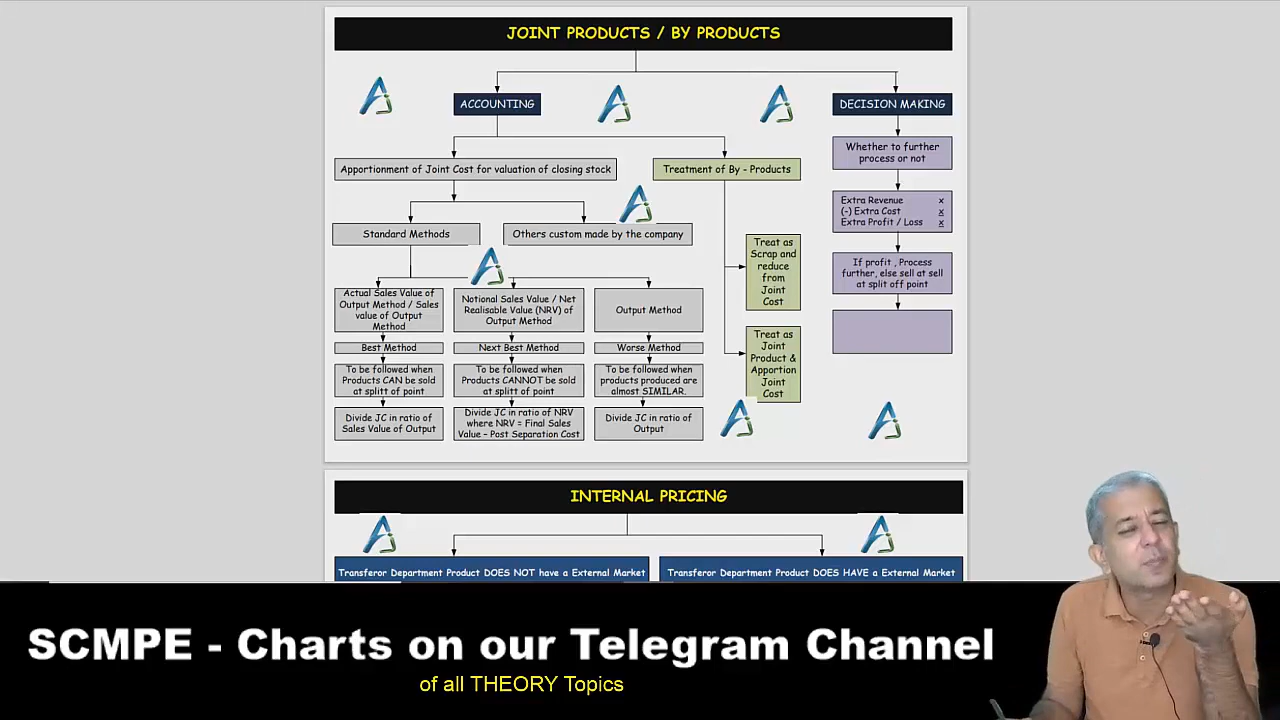 JOINT PRODUCTS / BY PRODUCTS
ACCOUNTING
DECISION MAKING
Whether to further
process or not
Apportionment of Joint Cost for valuation of closing stock
Treatment of By - Products
Extra Revenue x
(-) Extra Cost x
Extra Profit / Loss x
Standard Methods
Others custom made by the company
Treat as
Scrap and
reduce
from
Joint
Cost
If profit , Process
further, else sell at sell
at split off point
Actual Sales Value of
Output Method / Sales
value of Output
Method
Notional Sales Value / Net
Realisable Value (NRV) of
Output Method
Output Method
Best Method
Next Best Method
Worse Method
Treat as
Joint
Product &
Apportion
Joint
Cost
To be followed when
Products CAN be sold
at splitt of point
To be followed when
Products CANNOT be sold
at splitt of point
To be followed when
products produced are
almost SIMILAR.
Divide JC in ratio of
Sales Value of Output
Divide JC in ratio of NRV
where NRV = Final Sales
Value – Post Separation Cost
Divide JC in ratio of
Output
INTERNAL PRICING
Transferor Department Product DOES NOT have a External Market
Transferor Department Product DOES HAVE a External Market
SCMPE - Charts on our Telegram Channel
of all THEORY Topics